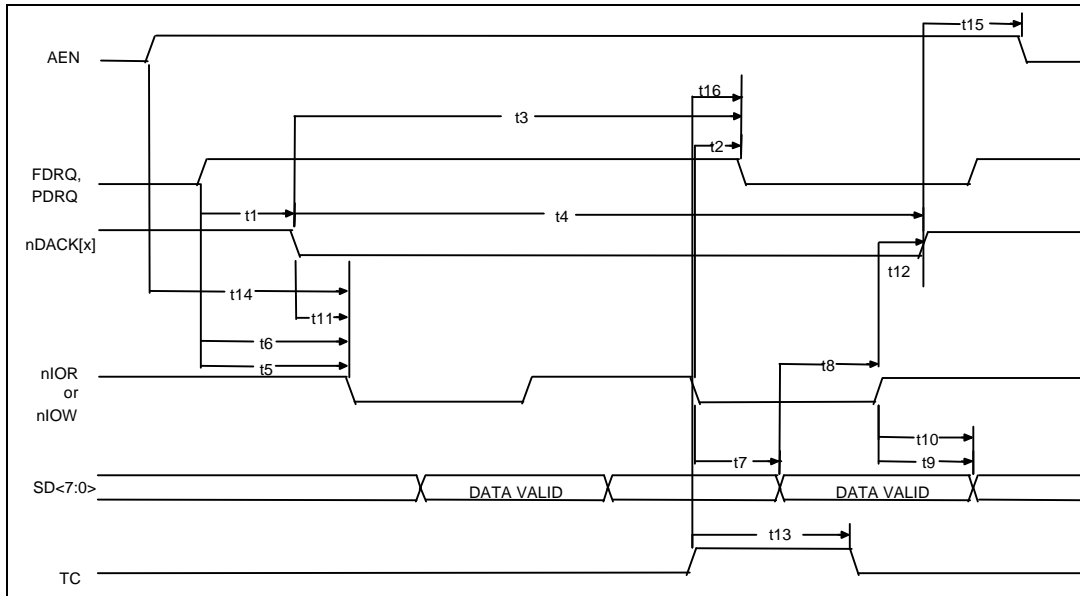 t15
AEN
t16
t3
t2
FDRQ,
PDRQ
t1
t4
nDACK[x]
t12
t14
t11
t6
t5
t8
nIOR
or
nIOW
t10
t7
t9
SD<7:0>
DATA VALID
DATA VALID
t13
TC